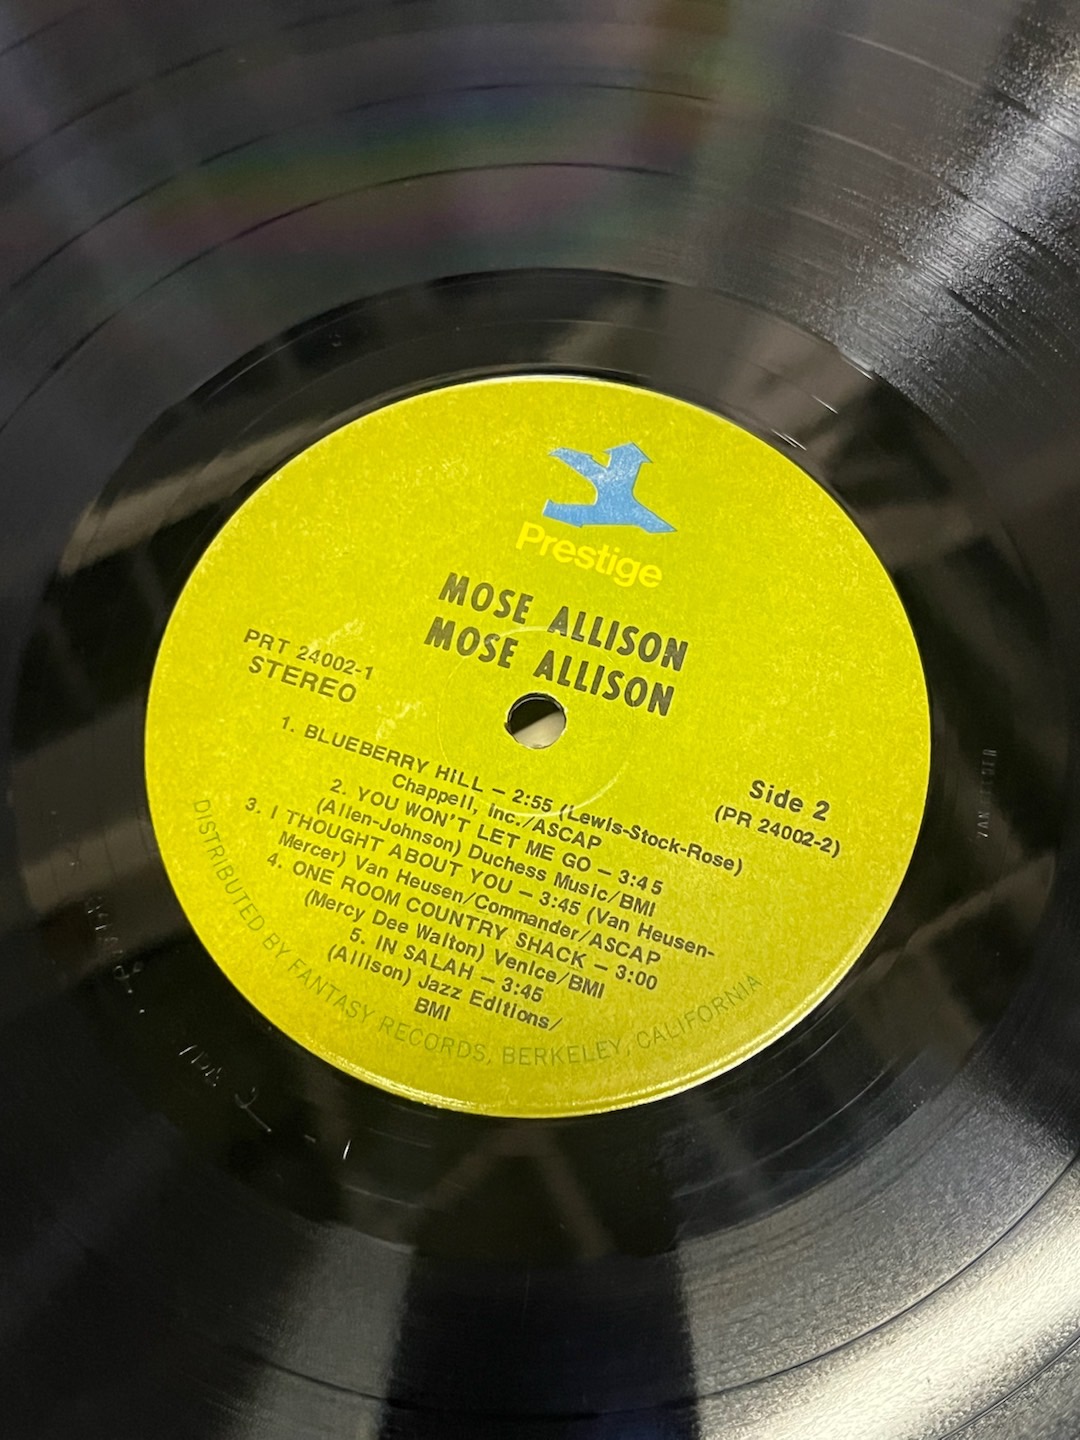 Prestige
MOSE ALLISON
MOSE ALLISON
PRT 24002-1
STEREO
Side 2
(PR 24002-2)
1. BLUEBERRY HILL – 2:55 (Lewis-Stock-Rose)
Chappell, Inc./ASCAP
2. YOU WON'T LET ME GO – 3:45
(Allen-Johnson) Duchess Music/BMI
3. I THOUGHT ABOUT YOU – 3:45 (Van Heusen-
Mercer) Van Heusen/Commander/ASCAP
4. ONE ROOM COUNTRY SHACK – 3:00
(Mercy Dee Walton) Venice/BMI
5. IN SALAH – 3:45
(Allison) Jazz Editions/
BMI
DISTRIBUTED BY FANTASY RECORDS, BERKELEY, CALIFORNIA